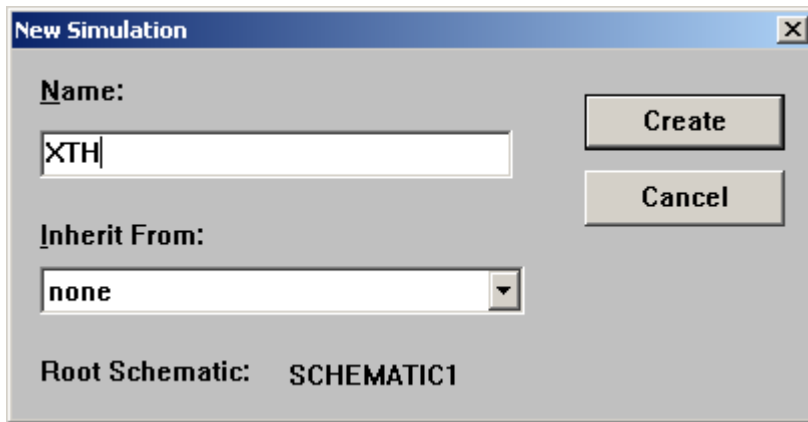 New Simulation
Name:
Create
XTH
Cancel
Inherit From:
none
Root Schematic: SCHEMATIC1